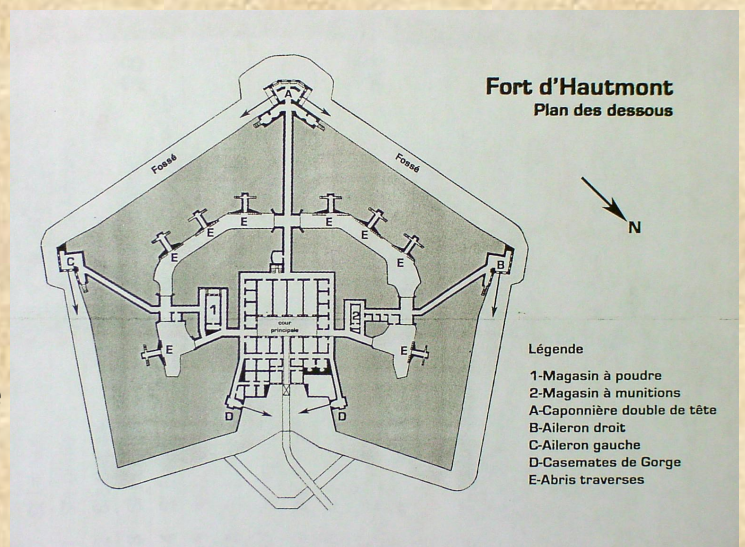 Fort d'Hautmont
Plan des dessous
A
Fossé
Fossé
N
E
E
E
E
E
E
C
B
1
2
cour
principale
E
E
D
D
Légende
1-Magasin à poudre
2-Magasin à munitions
A-Caponnière double de tête
B-Aileron droit
C-Aileron gauche
D-Casemates de Gorge
E-Abris traverses